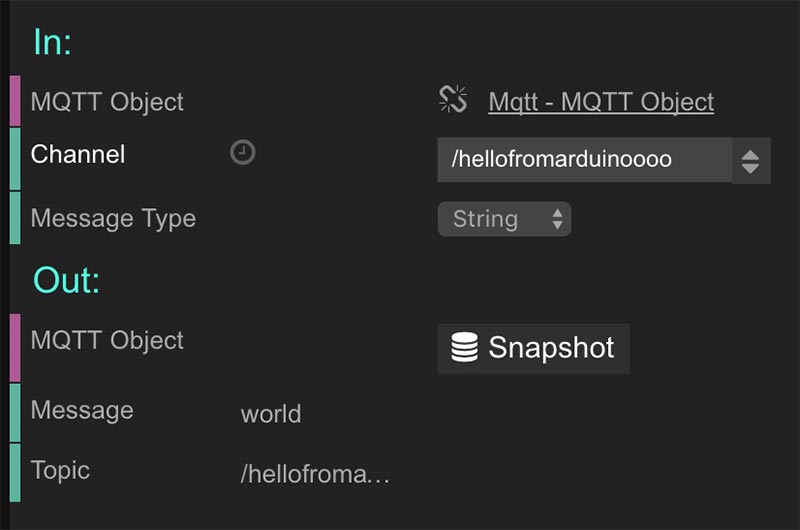 In:
MQTT Object Mqtt - MQTT Object
Channel /hellofromarduinoooo
Message Type String
Out:
MQTT Object Snapshot
Message world
Topic /hellofroma...